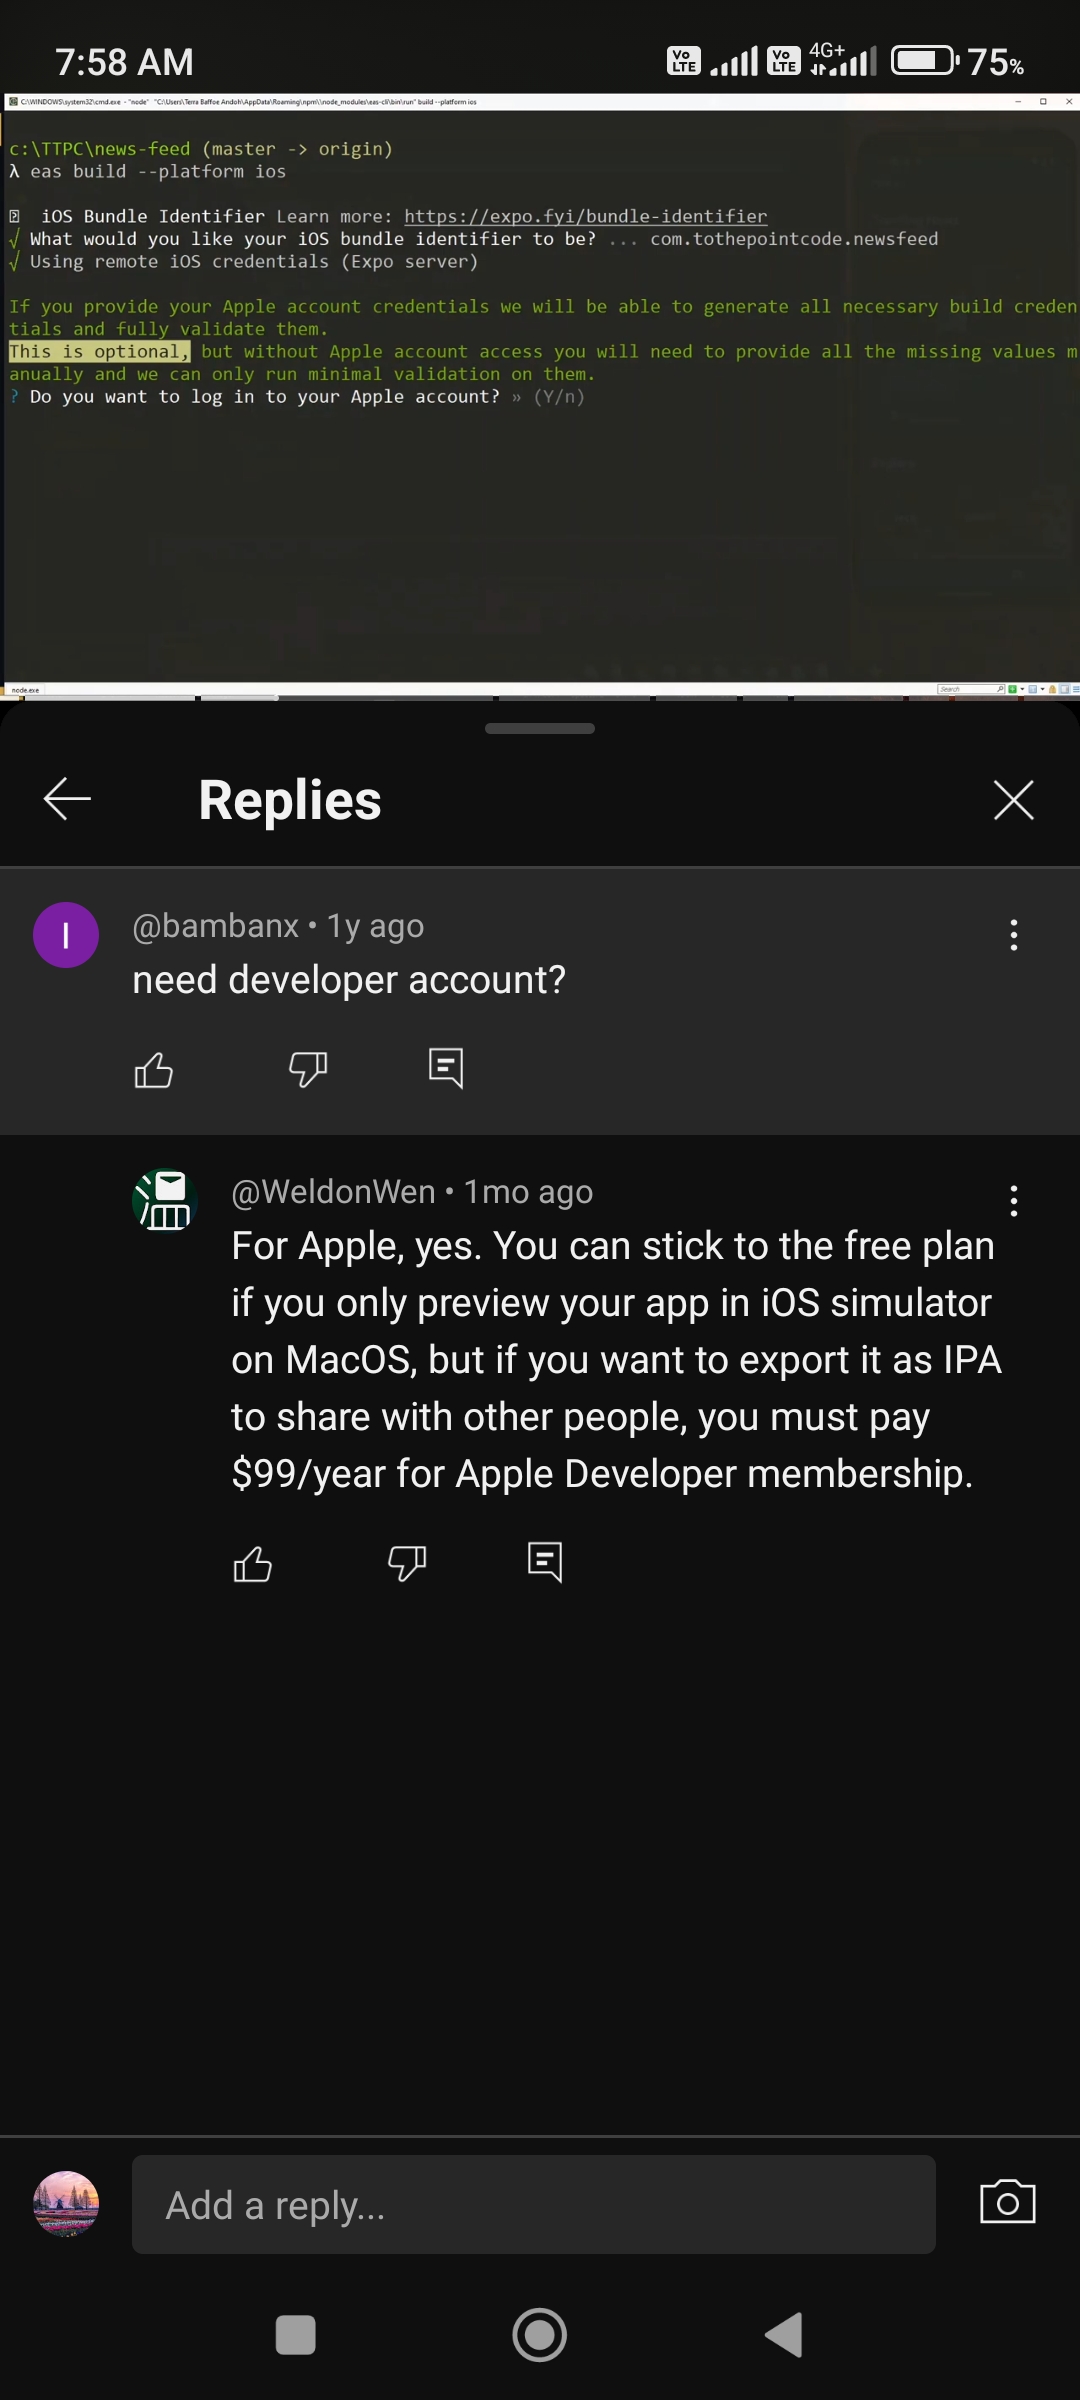 7:58 AM
Vo LTE Vo LTE 4G+ 75%
C:\WINDOWS\system32\cmd.exe - "node" "C:\Users\Terra Baffoe Andoh\AppData\Roaming\npm\\node_modules\eas-cli\bin\run" build --platform ios
c:\TTPC\news-feed (master -> origin)
λ eas build --platform ios
iOS Bundle Identifier Learn more: https://expo.fyi/bundle-identifier
√ What would you like your iOS bundle identifier to be? ... com.tothepointcode.newsfeed
√ Using remote iOS credentials (Expo server)
If you provide your Apple account credentials we will be able to generate all necessary build creden
tials and fully validate them.
This is optional, but without Apple account access you will need to provide all the missing values m
anually and we can only run minimal validation on them.
? Do you want to log in to your Apple account? » (Y/n)
node.exe
Search
Replies
I
@bambanx • 1y ago
need developer account?
@WeldonWen • 1mo ago
For Apple, yes. You can stick to the free plan
if you only preview your app in iOS simulator
on MacOS, but if you want to export it as IPA
to share with other people, you must pay
$99/year for Apple Developer membership.
Add a reply...